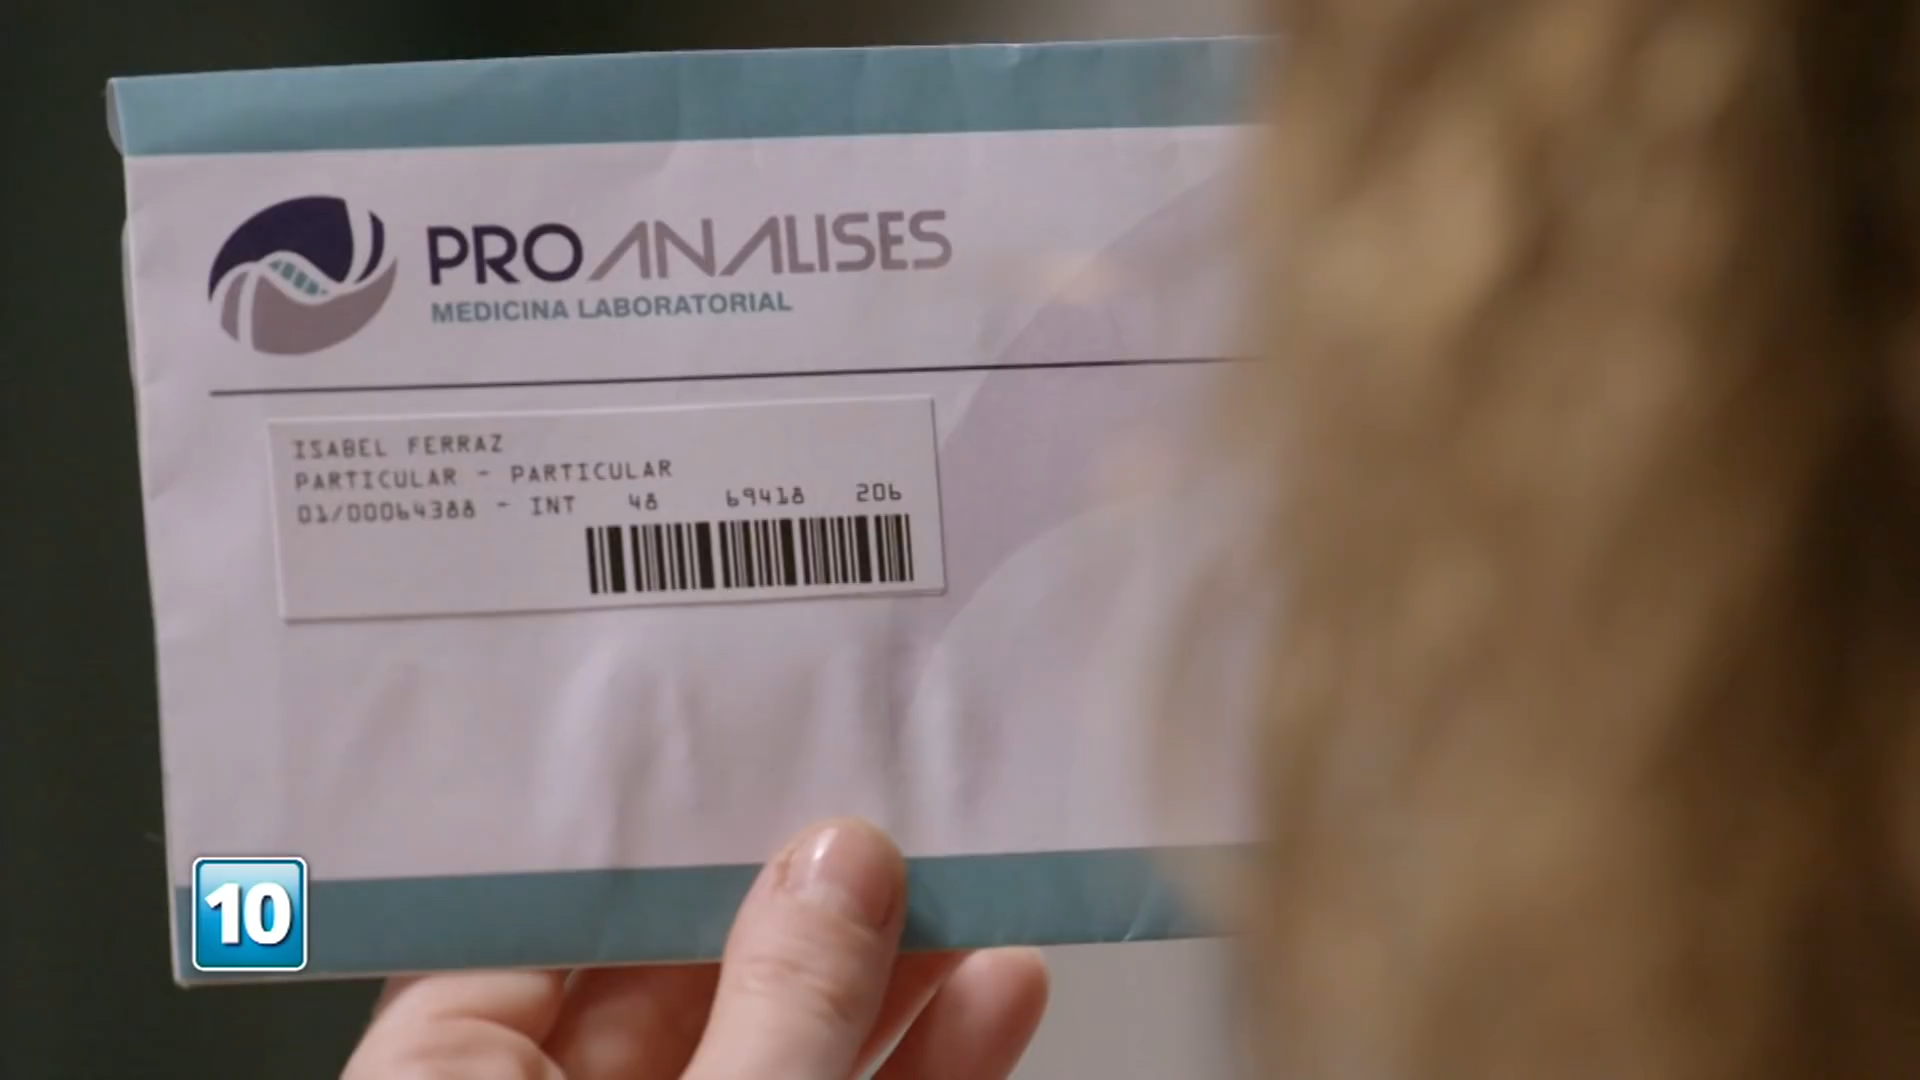 PROANALISES
MEDICINA LABORATORIAL
ISABEL FERRAZ
PARTICULAR - PARTICULAR
01/00064388 - INT 48 69418 206
10